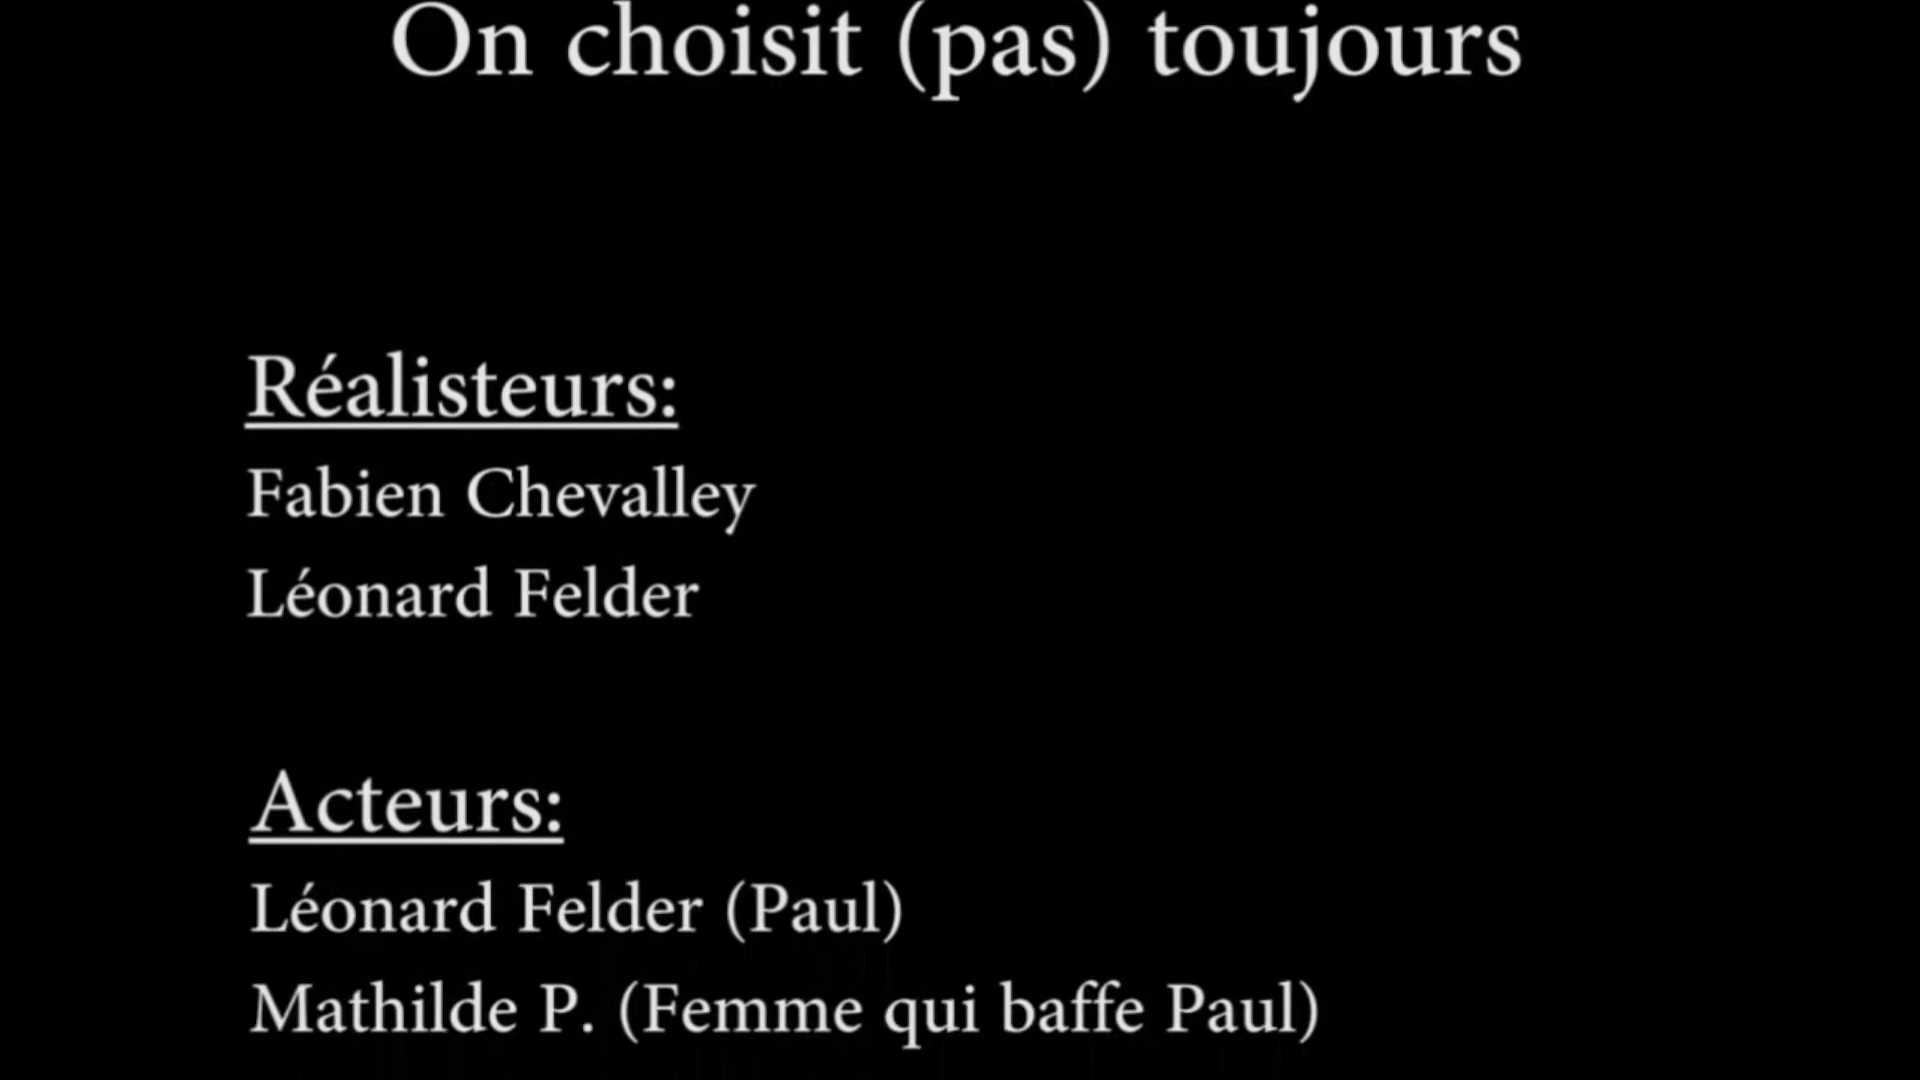 On choisit (pas) toujours
Réalisteurs:
Fabien Chevalley
Léonard Felder
Acteurs:
Léonard Felder (Paul)
Mathilde P. (Femme qui baffe Paul)